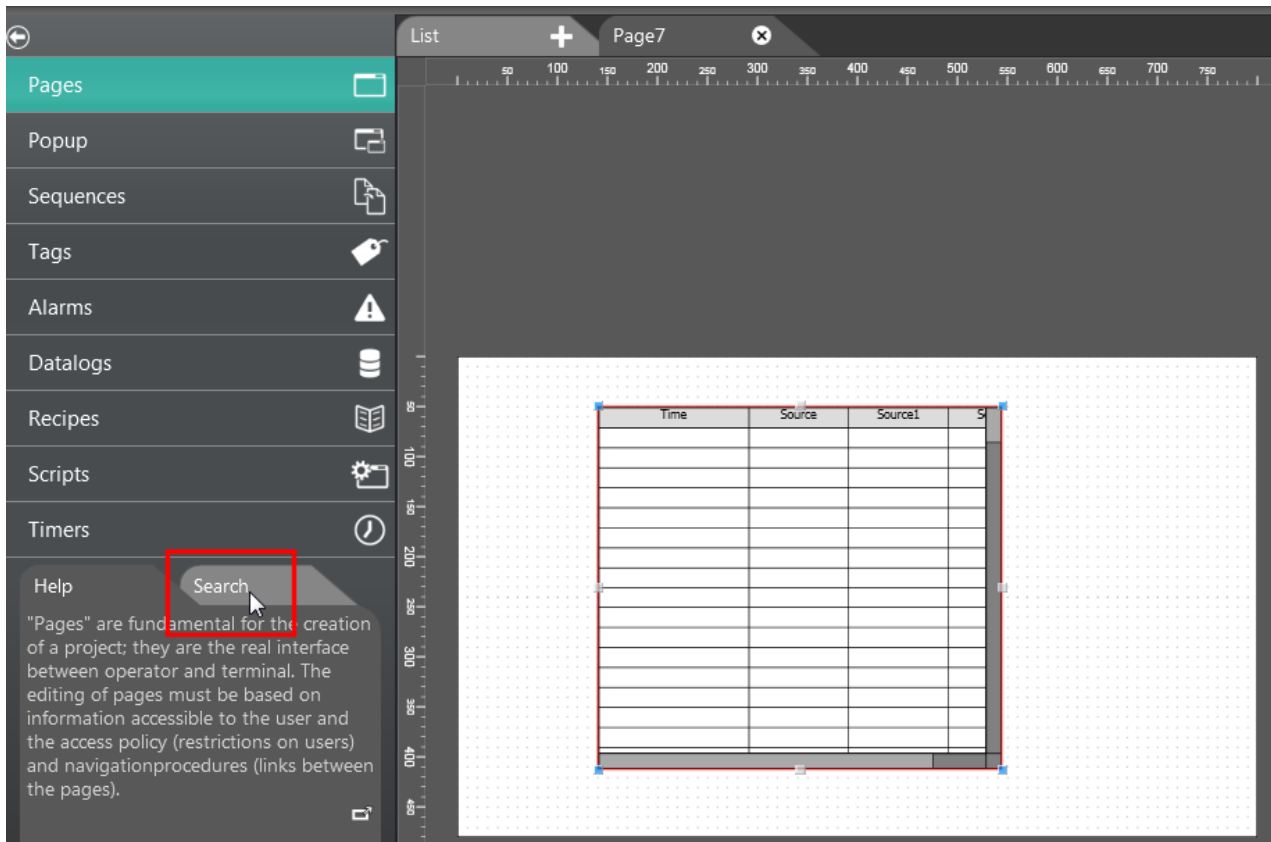 List
Page7
Pages
Popup
Sequences
Tags
Alarms
Datalogs
Recipes
Scripts
Timers
Help
Search
"Pages" are fundamental for the creation
of a project; they are the real interface
between operator and terminal. The
editing of pages must be based on
information accessible to the user and
the access policy (restrictions on users)
and navigationprocedures (links between
the pages).
50 100 150 200 250 300 350 400 450 500 550 600 650 700 750
50
100
150
200
250
300
350
400
450
Time Source Source1